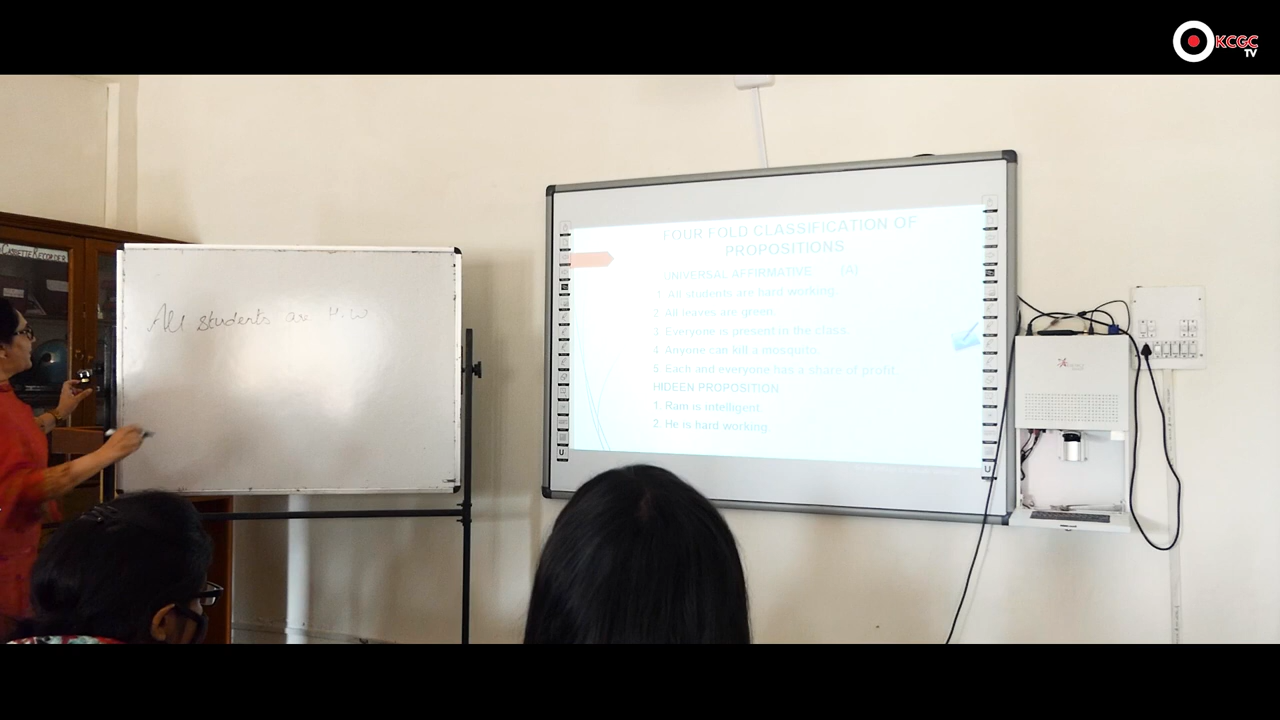 KCGC
TV
CASSETTE RECORDER
All students are H.W
FOUR FOLD CLASSIFICATION OF
PROPOSITIONS
UNIVERSAL AFFIRMATIVE (A)
1. All students are hard working.
2. All leaves are green.
3. Everyone is present in the class
4. Anyone can kill a mosquito.
5. Each and everyone has a share of profit.
HIDEEN PROPOSITION
1. Ram is intelligent.
2. He is hard working.
U
U